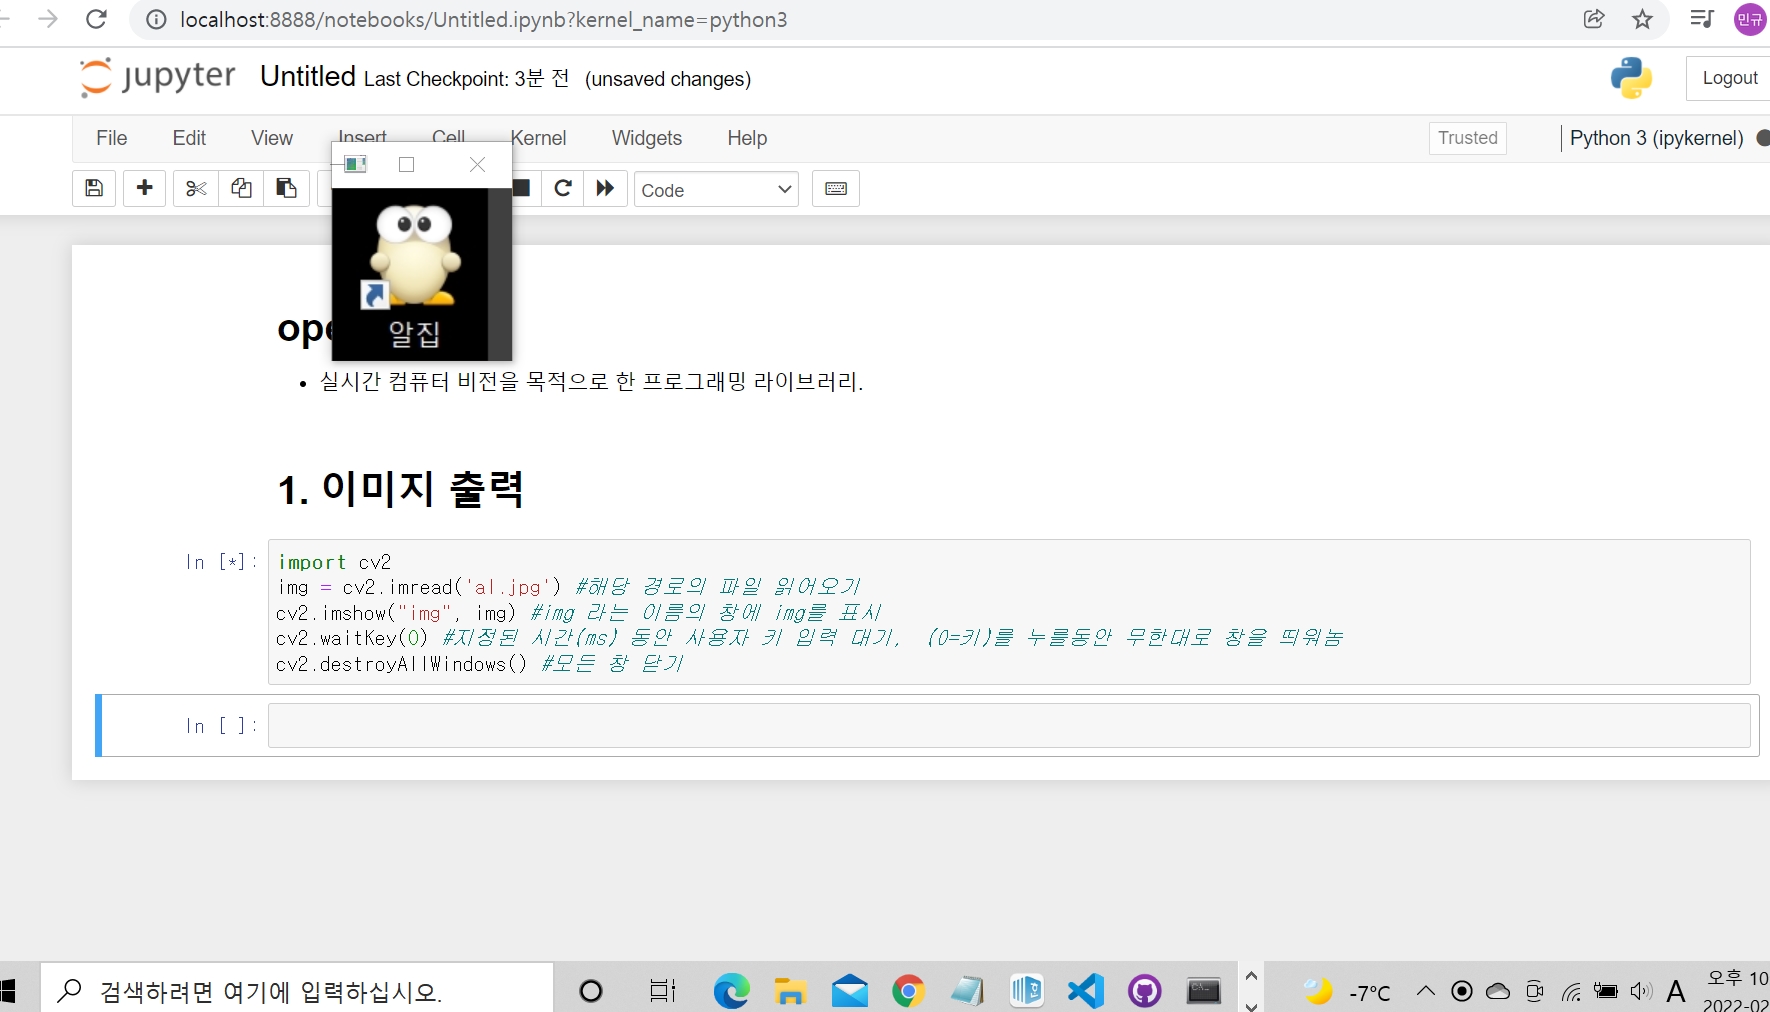 localhost:8888/notebooks/Untitled.ipynb?kernel_name=python3
민규
jupyter Untitled Last Checkpoint: 3분 전 (unsaved changes)
Logout
File Edit View Insert Cell Kernel Widgets Help
Trusted Python 3 (ipykernel)
Code
알집
ope
• 실시간 컴퓨터 비전을 목적으로 한 프로그래밍 라이브러리.
1. 이미지 출력
In [*]:
import cv2
img = cv2.imread('al.jpg') #해당 경로의 파일 읽어오기
cv2.imshow("img", img) #img 라는 이름의 창에 img를 표시
cv2.waitKey(0) #지정된 시간(ms) 동안 사용자 키 입력 대기, (0=키)를 누를동안 무한대로 창을 띄워놈
cv2.destroyAllWindows() #모든 창 닫기
In [ ]:
검색하려면 여기에 입력하십시오.
-7°C
A
오후 10
2022-02